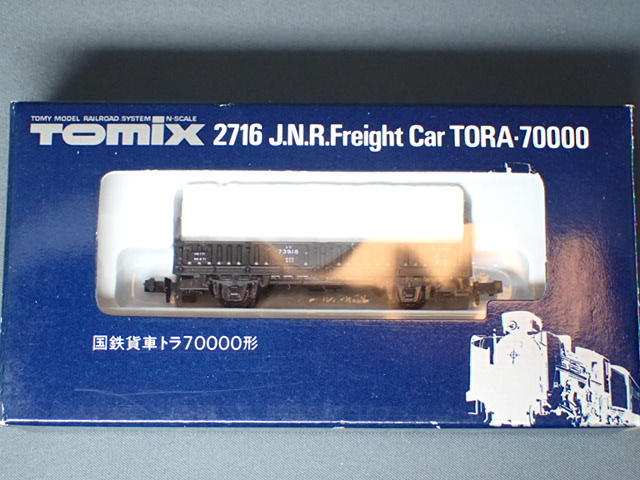 TOMY MODEL RAILROAD SYSTEM N-SCALE
TOMIX 2716 J.N.R.Freight Car TORA·70000
73918
国鉄貨車トラ70000形